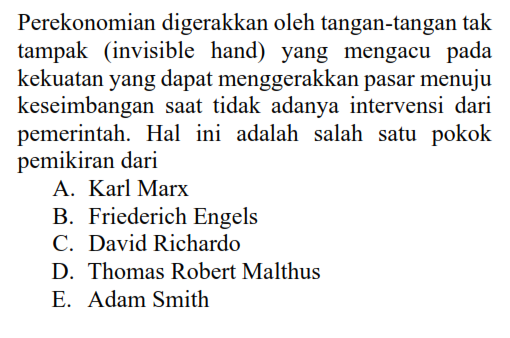 Perekonomian digerakkan oleh tangan-tangan tak
tampak (invisible hand) yang mengacu pada
kekuatan yang dapat menggerakkan pasar menuju
keseimbangan saat tidak adanya intervensi dari
pemerintah. Hal ini adalah salah satu pokok
pemikiran dari
A. Karl Marx
B. Friederich Engels
C. David Richardo
D. Thomas Robert Malthus
E. Adam Smith